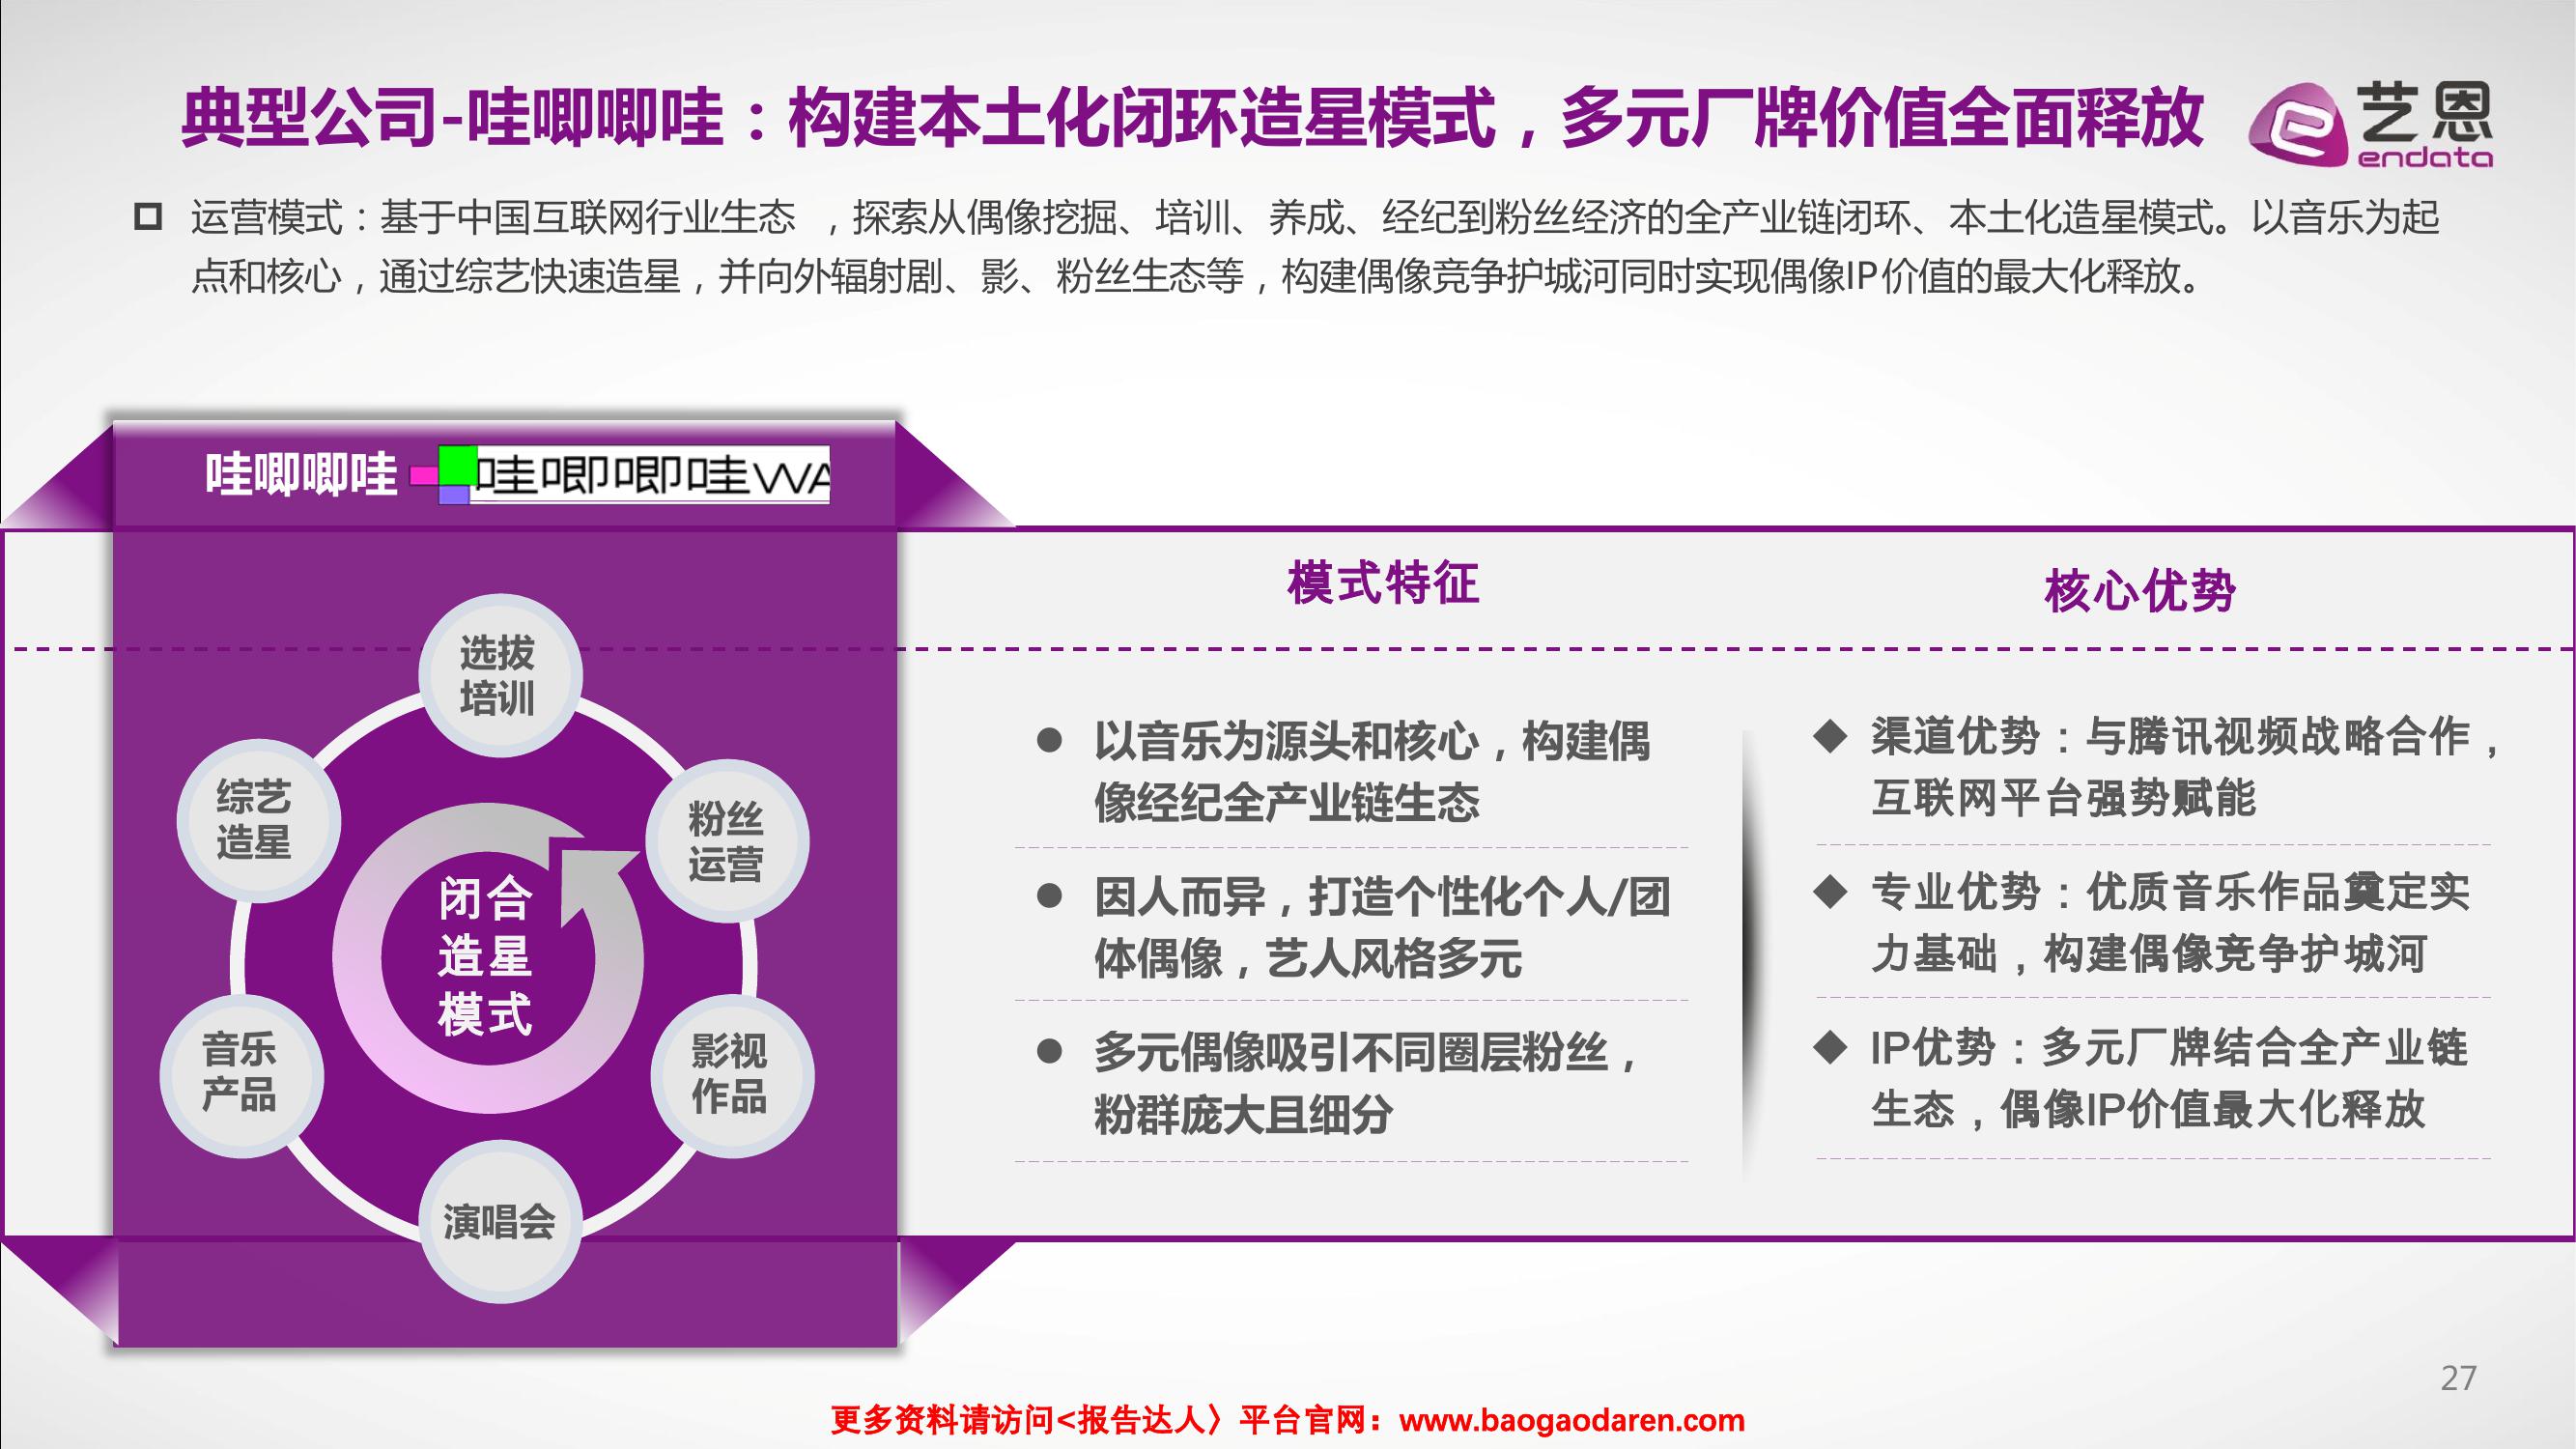 典型公司-哇唧唧哇：构建本土化闭环造星模式，多元厂牌价值全面释放
艺恩
endata
运营模式：基于中国互联网行业生态 ，探索从偶像挖掘、培训、养成、经纪到粉丝经济的全产业链闭环、本土化造星模式。以音乐为起
点和核心，通过综艺快速造星，并向外辐射剧、影、粉丝生态等，构建偶像竞争护城河同时实现偶像IP价值的最大化释放。
哇唧唧哇
哇唧唧哇WA
选拔
培训
综艺
造星
粉丝
运营
闭合
造星
模式
音乐
产品
影视
作品
演唱会
模式特征
以音乐为源头和核心，构建偶
像经纪全产业链生态
因人而异，打造个性化个人/团
体偶像，艺人风格多元
多元偶像吸引不同圈层粉丝，
粉群庞大且细分
核心优势
渠道优势：与腾讯视频战略合作，
互联网平台强势赋能
专业优势：优质音乐作品奠定实
力基础，构建偶像竞争护城河
IP优势：多元厂牌结合全产业链
生态，偶像IP价值最大化释放
27
更多资料请访问<报告达人〉平台官网：www.baogaodaren.com